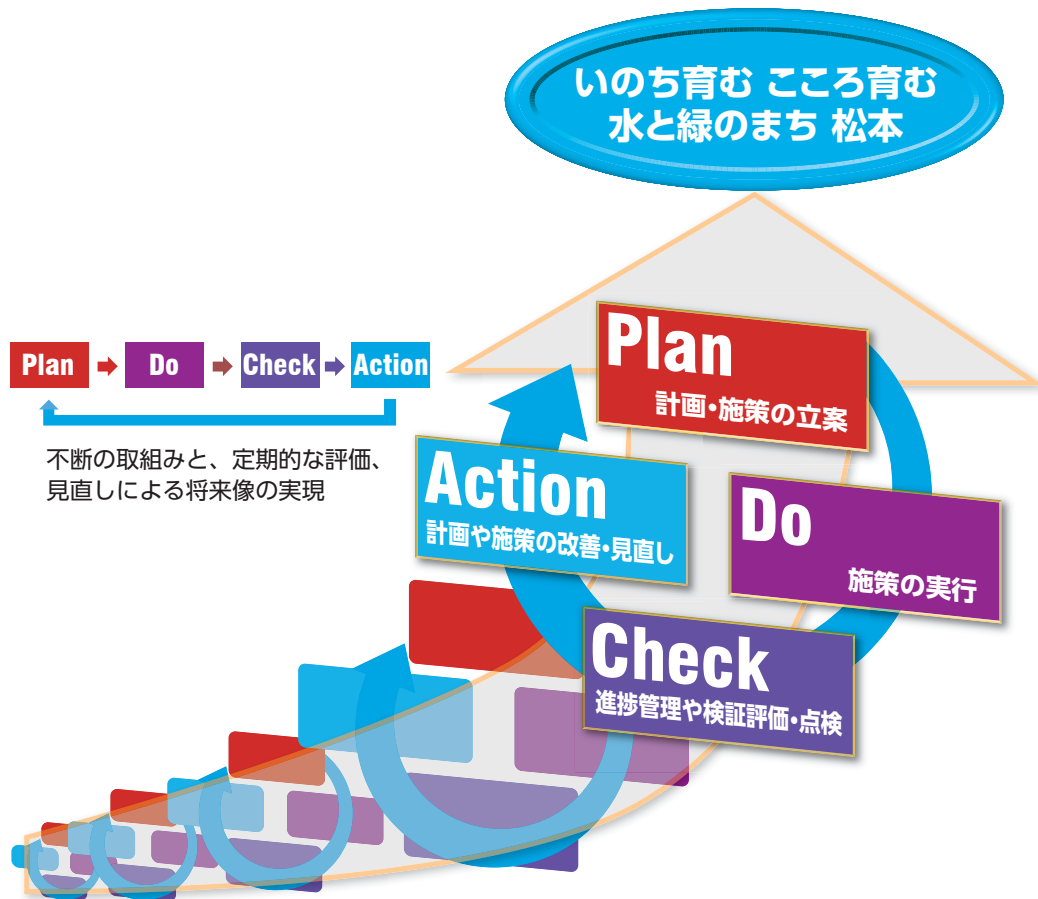 いのち育む こころ育む
水と緑のまち 松本
Plan
Do
Check
Action
不断の取組みと、定期的な評価、
見直しによる将来像の実現
Plan
計画・施策の立案
Action
計画や施策の改善・見直し
Do
施策の実行
Check
進捗管理や検証評価・点検